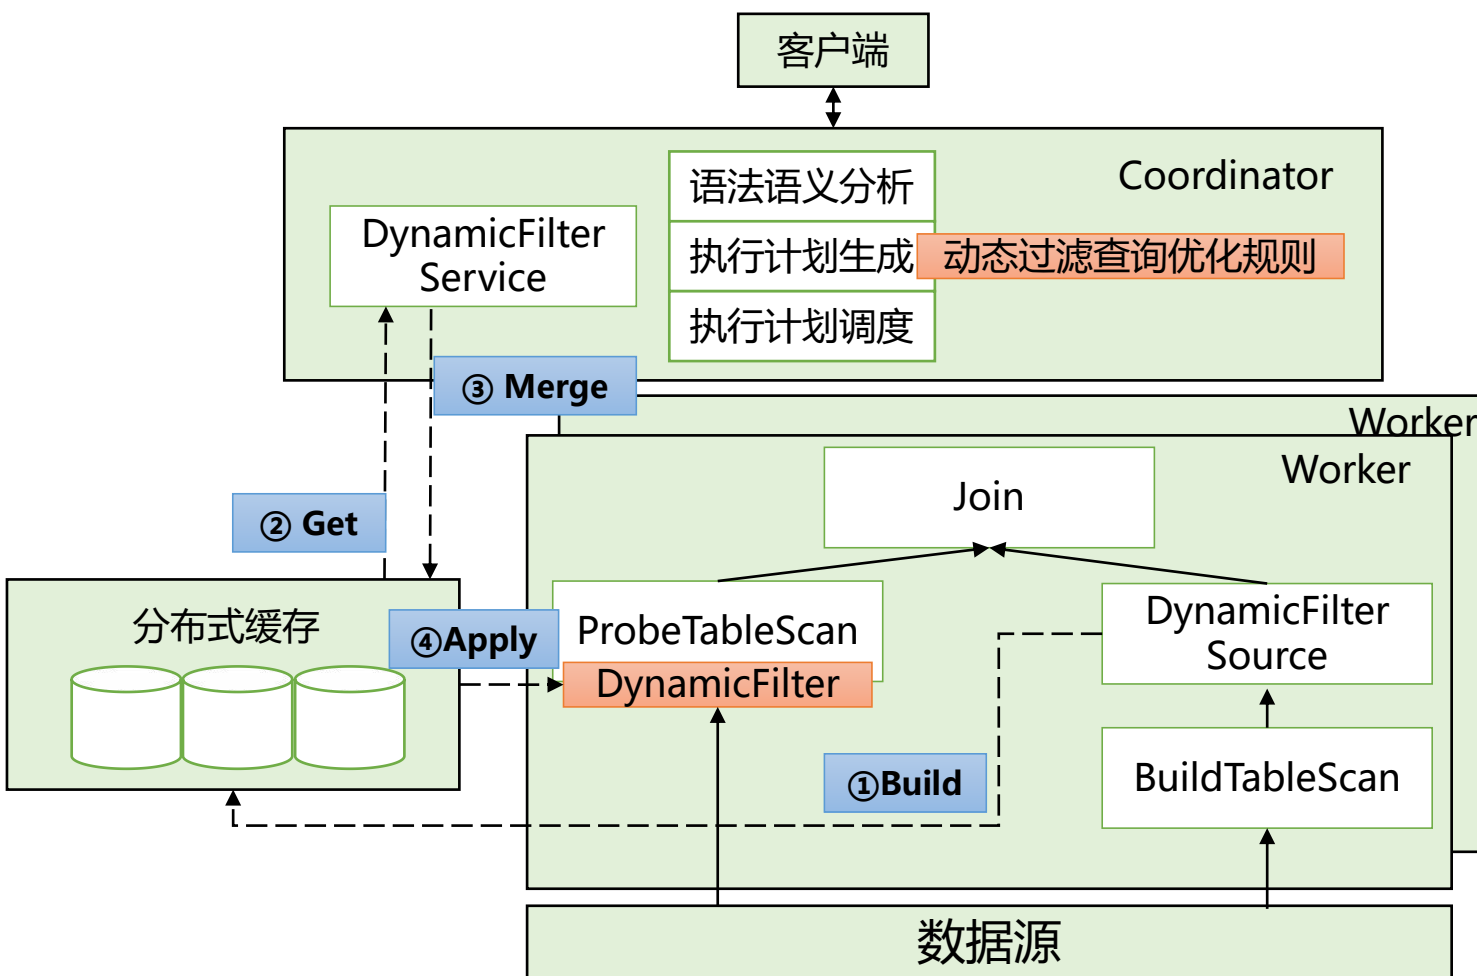 客户端
Coordinator
语法语义分析
DynamicFilter
Service
执行计划生成
动态过滤查询优化规则
执行计划调度
③ Merge
Worker
Worker
Join
② Get
分布式缓存
④Apply
ProbeTableScan
DynamicFilter
DynamicFilter
Source
①Build
BuildTableScan
数据源